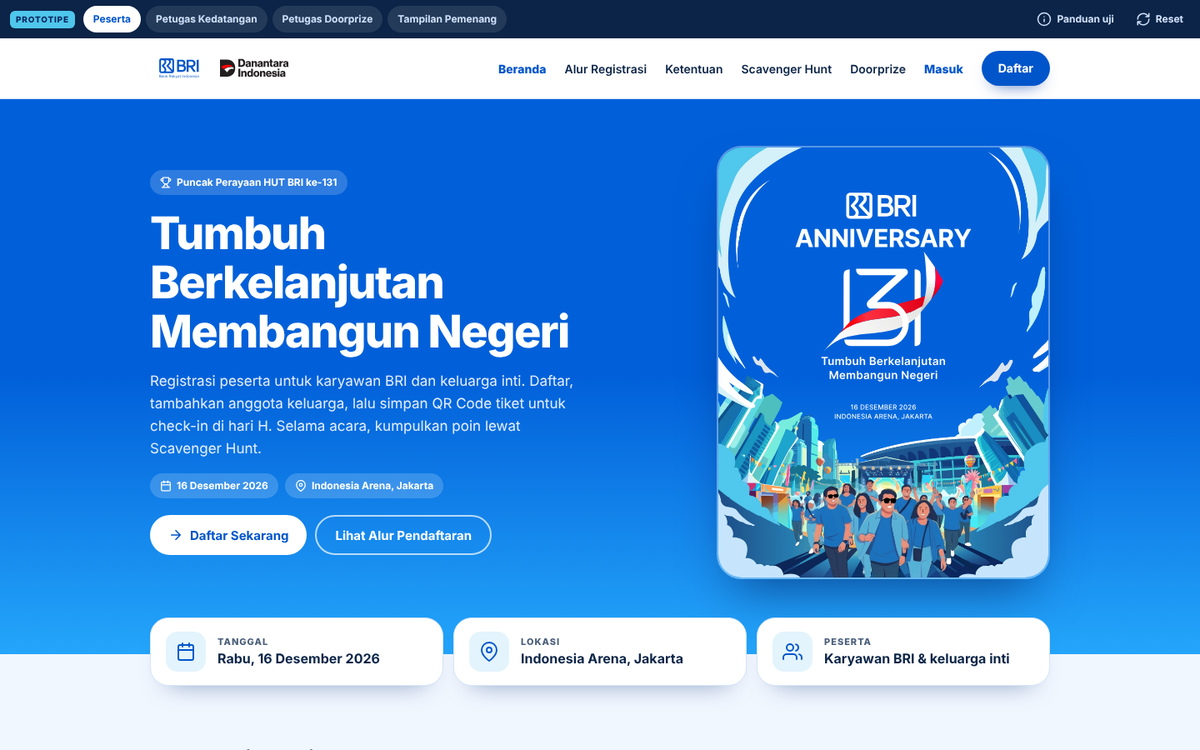 PROTOTIPE Peserta Petugas Kedatangan Petugas Doorprize Tampilan Pemenang Panduan uji Reset
BRI Danantara Indonesia
Beranda Alur Registrasi Ketentuan Scavenger Hunt Doorprize Masuk Daftar
Puncak Perayaan HUT BRI ke-131
Tumbuh
Berkelanjutan
Membangun Negeri
Registrasi peserta untuk karyawan BRI dan keluarga inti. Daftar,
tambahkan anggota keluarga, lalu simpan QR Code tiket untuk
check-in di hari H. Selama acara, kumpulkan poin lewat
Scavenger Hunt.
16 Desember 2026 Indonesia Arena, Jakarta
Daftar Sekarang Lihat Alur Pendaftaran
BRI
ANNIVERSARY
131
Tumbuh Berkelanjutan
Membangun Negeri
16 DESEMBER 2026
INDONESIA ARENA, JAKARTA
TANGGAL
Rabu, 16 Desember 2026
LOKASI
Indonesia Arena, Jakarta
PESERTA
Karyawan BRI & keluarga inti